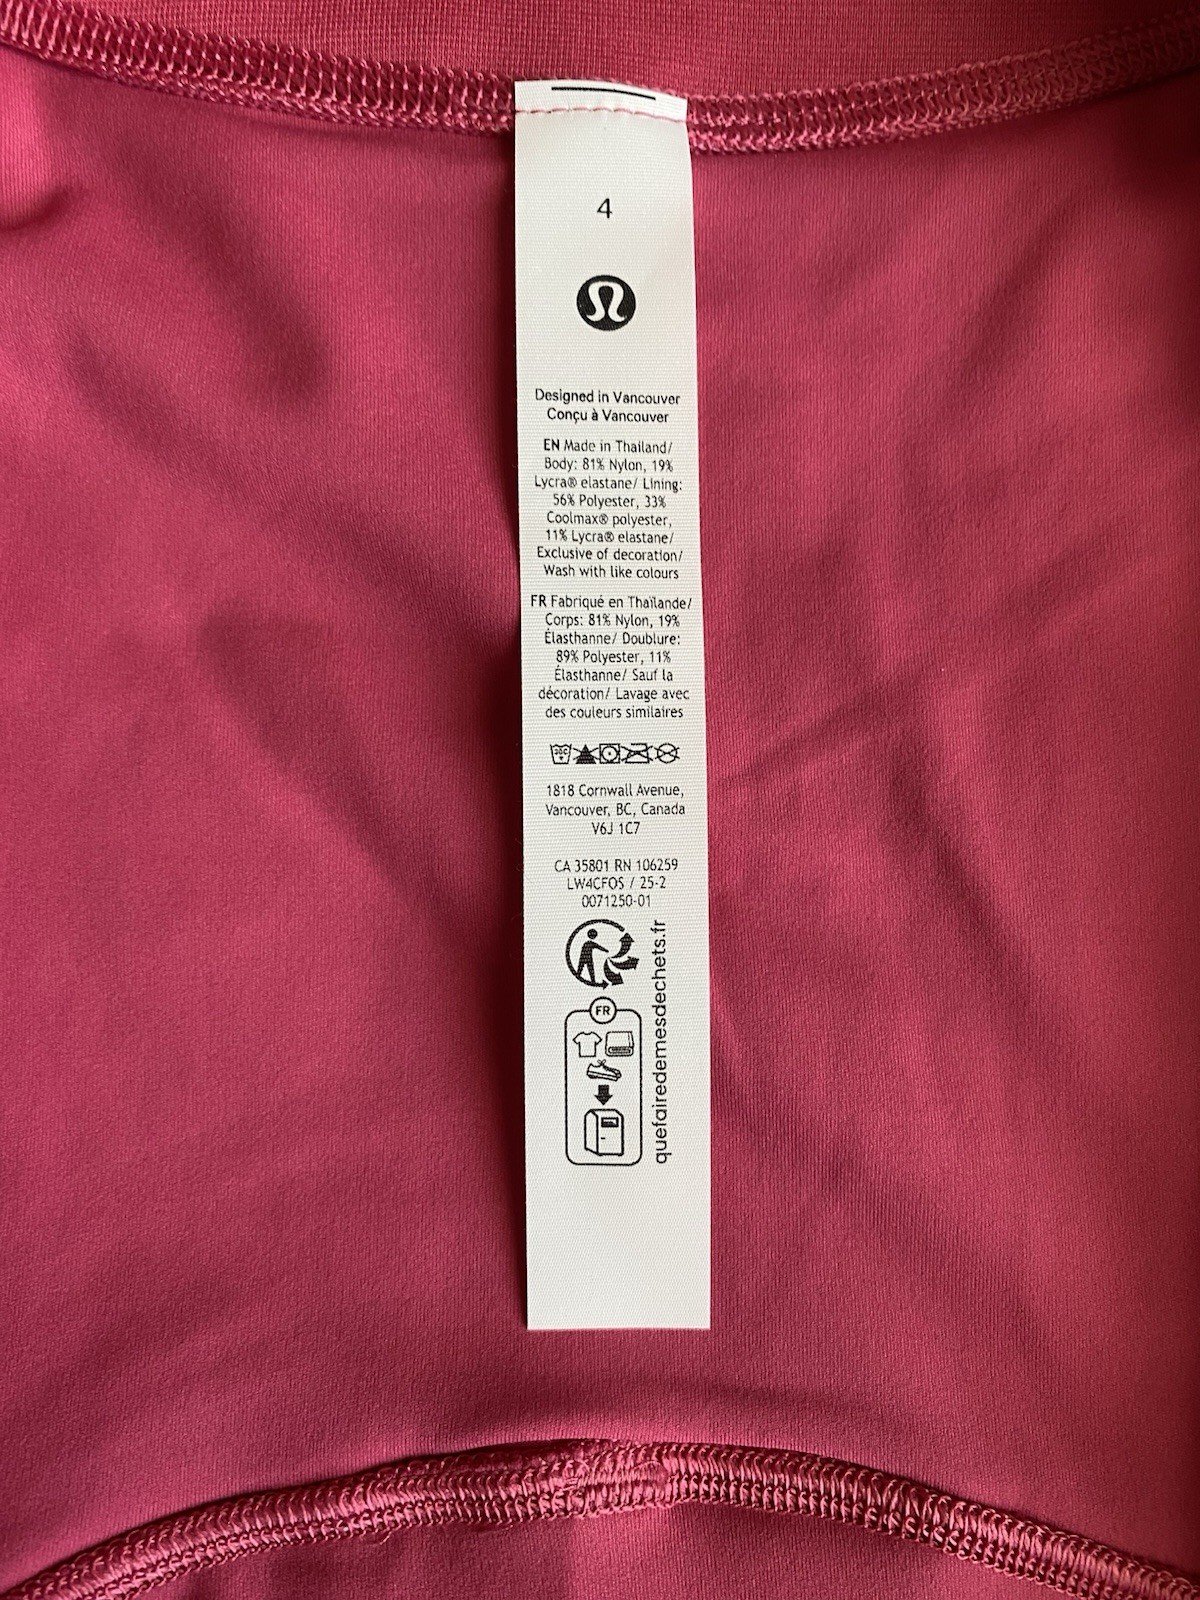 4
Designed in Vancouver
Conçu à Vancouver
EN Made in Thailand/
Body: 81% Nylon, 19%
Lycra® elastane/ Lining:
56% Polyester, 33%
Coolmax® polyester,
11% Lycra® elastane/
Exclusive of decoration/
Wash with like colours
FR Fabriqué en Thaïlande/
Corps: 81% Nylon, 19%
Élasthanne/ Doublure:
89% Polyester, 11%
Élasthanne/ Sauf la
décoration/ Lavage avec
des couleurs similaires
1818 Cornwall Avenue,
Vancouver, BC, Canada
V6J 1C7
CA 35801 RN 106259
LW4CFOS / 25-2
0071250-01
FR
quefairedemesdechets.fr